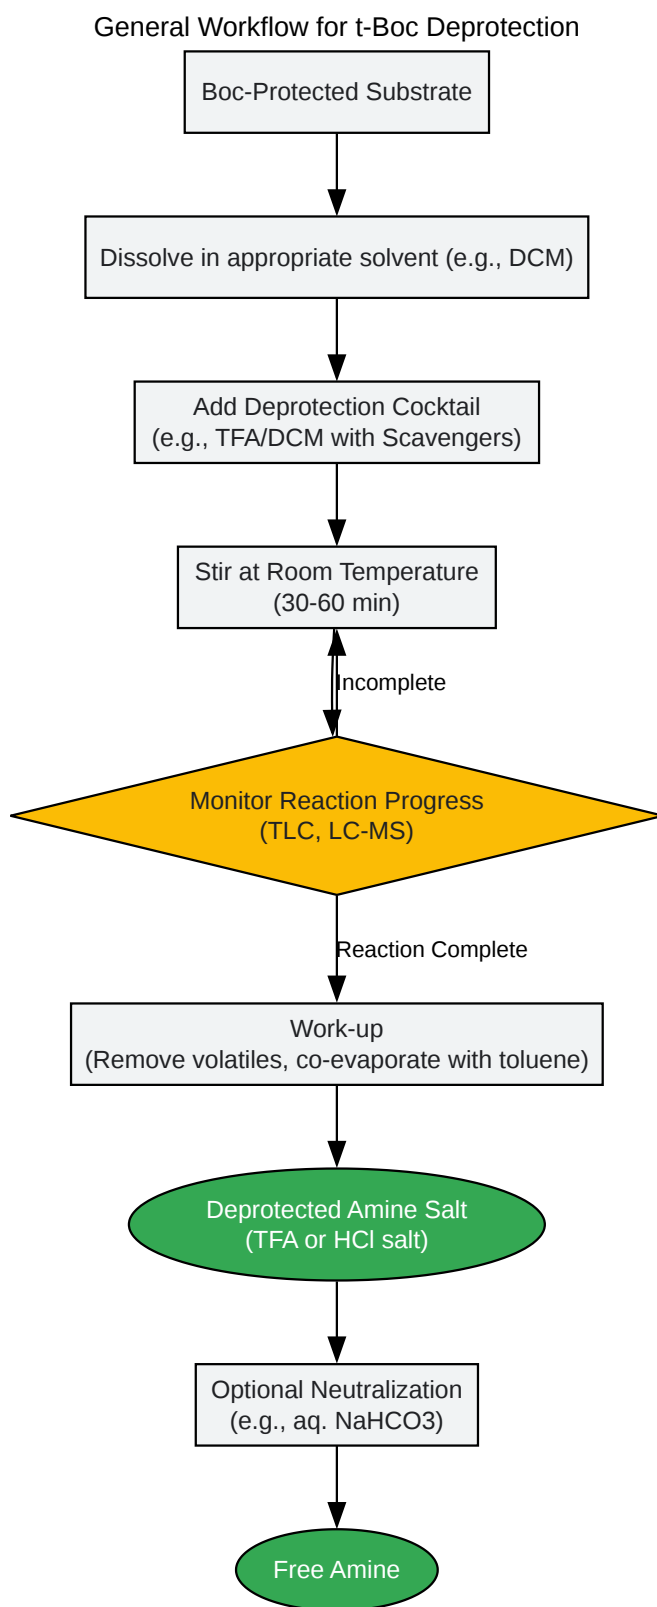 General Workflow for t-Boc Deprotection
Boc-Protected Substrate
Dissolve in appropriate solvent (e.g., DCM)
Add Deprotection Cocktail
(e.g., TFA/DCM with Scavengers)
Stir at Room Temperature
(30-60 min)
Incomplete
Monitor Reaction Progress
(TLC, LC-MS)
Reaction Complete
Work-up
(Remove volatiles, co-evaporate with toluene)
Deprotected Amine Salt
(TFA or HCl salt)
Optional Neutralization
(e.g., aq. NaHCO3)
Free Amine